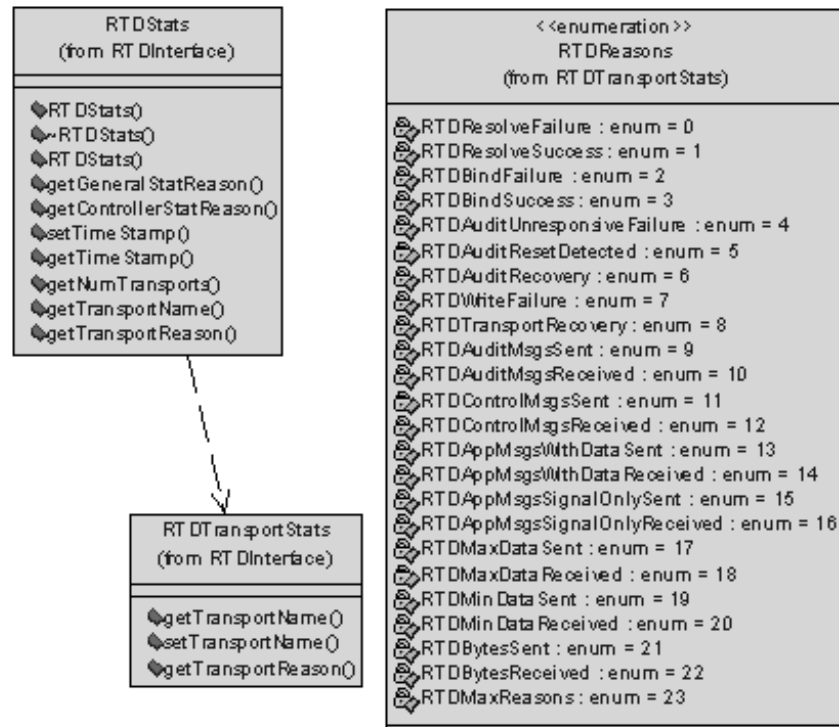 RTDStats
(from RTDInterface)
RTDStats()
~RTDStats()
RTDStats()
getGeneralStatReason()
getControllerStatReason()
setTimeStamp()
getTimeStamp()
getNumTransports()
getTransportName()
getTransportReason()
RTDTransportStats
(from RTDInterface)
getTransportName()
setTransportName()
getTransportReason()
<<enumeration>>
RTDReasons
(from RTDTransportStats)
RTDResolveFailure : enum = 0
RTDResolveSuccess : enum = 1
RTDBindFailure : enum = 2
RTDBindSuccess : enum = 3
RTDAuditUnresponsiveFailure : enum = 4
RTDAuditResetDetected : enum = 5
RTDAuditRecovery : enum = 6
RTDWriteFailure : enum = 7
RTDTransportRecovery : enum = 8
RTDAuditMsgsSent : enum = 9
RTDAuditMsgsReceived : enum = 10
RTDControlMsgsSent : enum = 11
RTDControlMsgsReceived : enum = 12
RTDAppMsgsWithDataSent : enum = 13
RTDAppMsgsWithDataReceived : enum = 14
RTDAppMsgsSignalOnlySent : enum = 15
RTDAppMsgsSignalOnlyReceived : enum = 16
RTDMaxDataSent : enum = 17
RTDMaxDataReceived : enum = 18
RTDMinDataSent : enum = 19
RTDMinDataReceived : enum = 20
RTDBytesSent : enum = 21
RTDBytesReceived : enum = 22
RTDMaxReasons : enum = 23